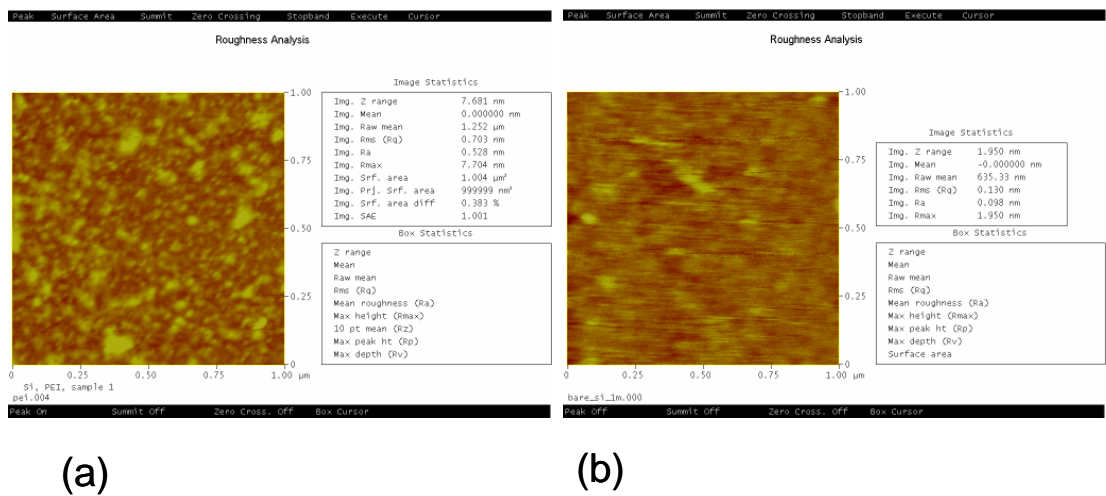 Peak Surface Area Summit Zero Crossing Stopband Execute Cursor
Roughness Analysis
Image Statistics
Img. Z range 7.681 nm
Img. Mean 0.000000 nm
Img. Raw mean 1.252 µm
Img. Rms (Rq) 0.703 nm
Img. Ra 0.528 nm
Img. Rmax 7.704 nm
Img. Srf. area 1.004 µm²
Img. Prj. Srf. area 999999 nm²
Img. Srf. area diff 0.383 %
Img. SAE 1.001
Box Statistics
Z range
Mean
Raw mean
Rms (Rq)
Mean roughness (Ra)
Max height (Rmax)
10 pt mean (Rz)
Max peak ht (Rp)
Max depth (Rv)
1.00
0.75
0.50
0.25
0
0 0.25 0.50 0.75 1.00 µm
Si, PEI, sample 1
pei.004
Peak On Summit Off Zero Cross. Off Box Cursor
(a)
Peak Surface Area Summit Zero Crossing Stopband Execute Cursor
Roughness Analysis
Image Statistics
Img. Z range 1.950 nm
Img. Mean -0.000000 nm
Img. Raw mean 635.33 nm
Img. Rms (Rq) 0.130 nm
Img. Ra 0.098 nm
Img. Rmax 1.950 nm
Box Statistics
Z range
Mean
Raw mean
Rms (Rq)
Mean roughness (Ra)
Max height (Rmax)
Max peak ht (Rp)
Max depth (Rv)
Surface area
1.00
0.75
0.50
0.25
0
0 0.25 0.50 0.75 1.00 µm
bare_si_1m.000
Peak Off Summit Off Zero Cross. Off Box Cursor
(b)